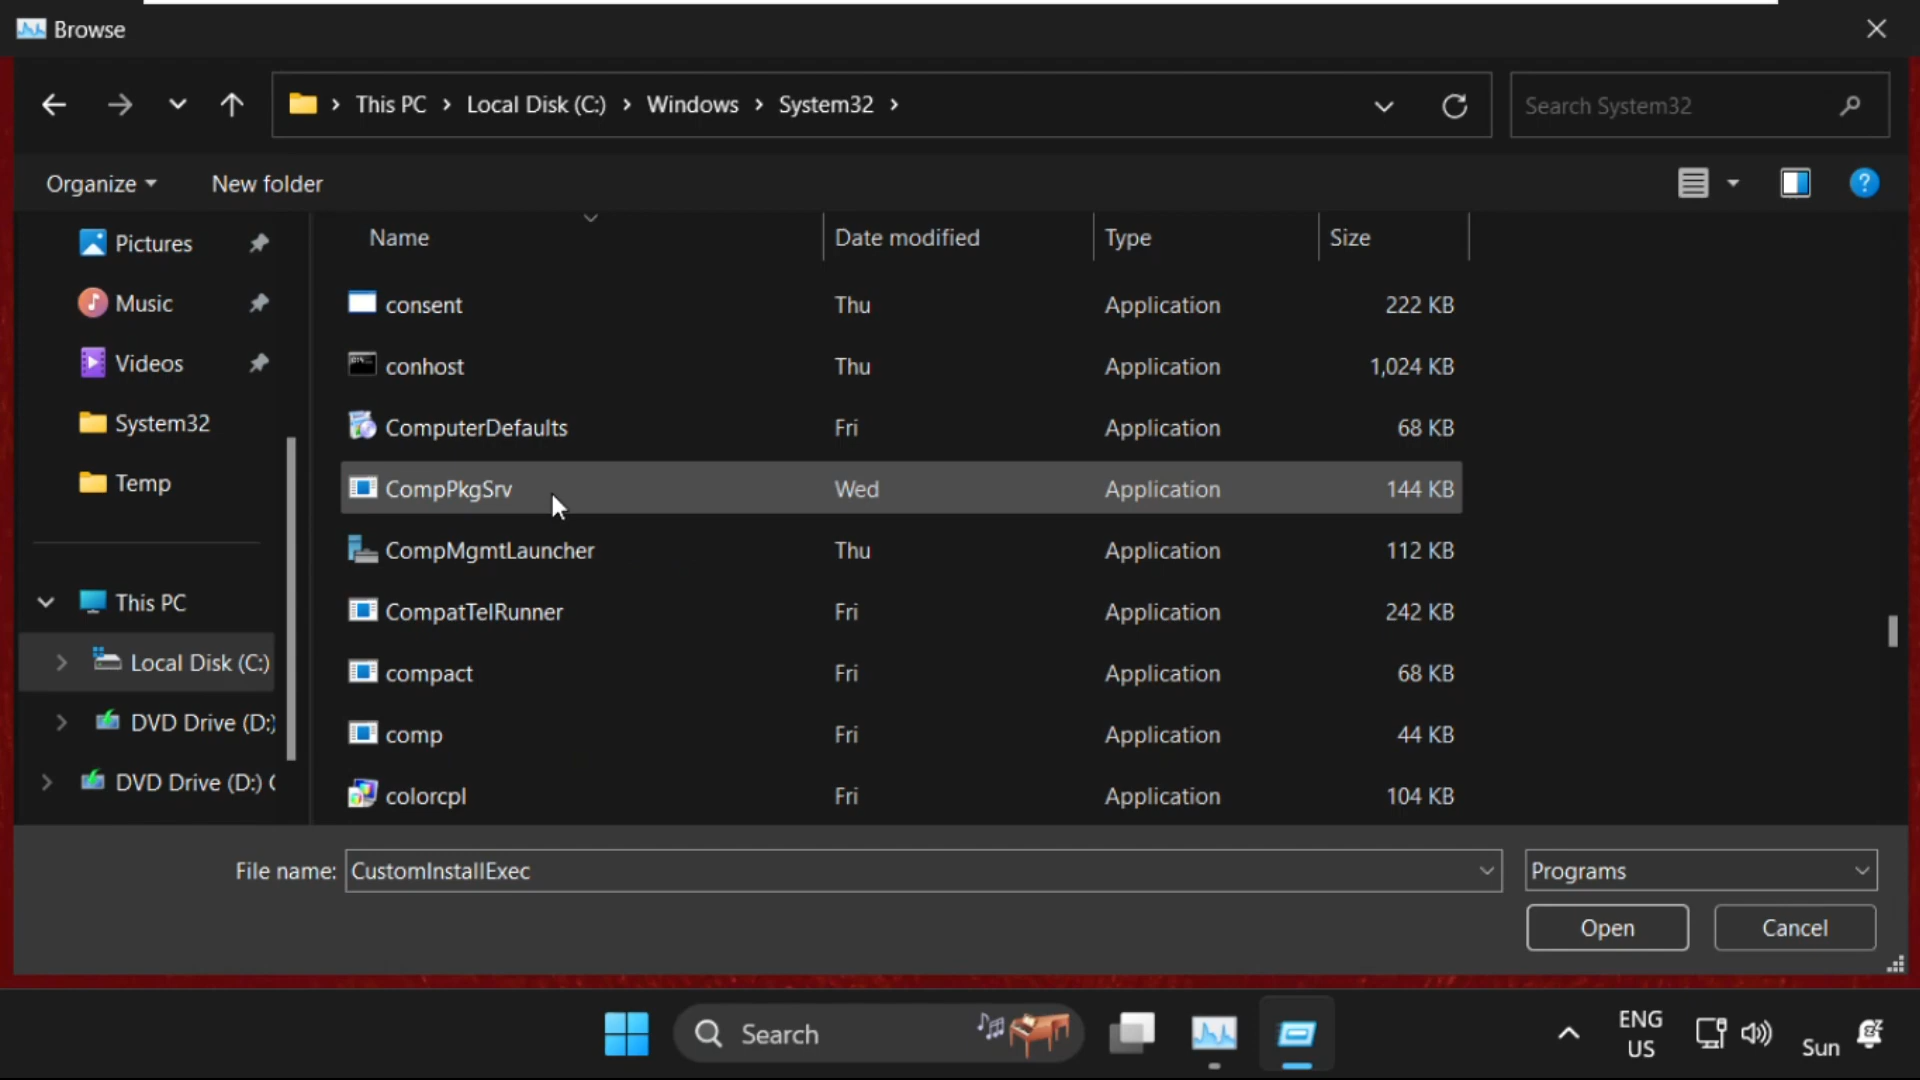 Browse
This PC > Local Disk (C:) > Windows > System32 >
Search System32
Organize
New folder
Pictures
Music
Videos
System32
Temp
This PC
Local Disk (C:)
DVD Drive (D:)
DVD Drive (D:) C
Name Date modified Type Size
consent Thu Application 222 KB
conhost Thu Application 1,024 KB
ComputerDefaults Fri Application 68 KB
CompPkgSrv Wed Application 144 KB
CompMgmtLauncher Thu Application 112 KB
CompatTelRunner Fri Application 242 KB
compact Fri Application 68 KB
comp Fri Application 44 KB
colorcpl Fri Application 104 KB
File name: CustomInstallExec
Programs
Open
Cancel
Search
ENG
US
Sun